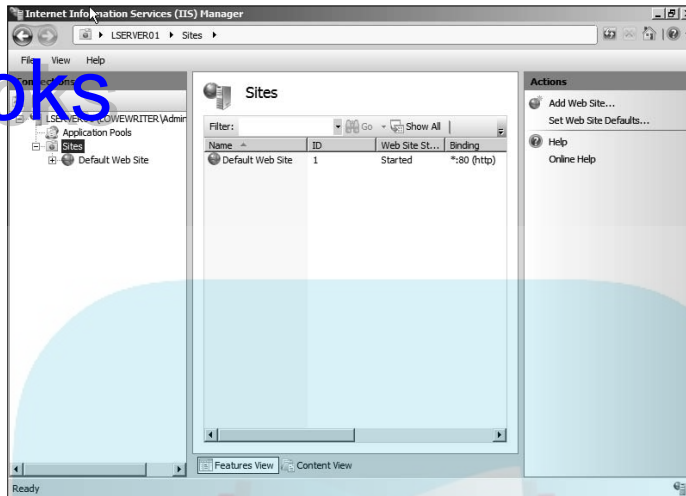 Internet Information Services (IIS) Manager
LSERVER01 Sites
File View Help
oks
Sites
Filter: Go Show All
Name ID Web Site St... Binding
Default Web Site 1 Started *:80 (http)
Application Pools
Sites
Default Web Site
Actions
Add Web Site...
Set Web Site Defaults...
Help
Online Help
Features View Content View
Ready